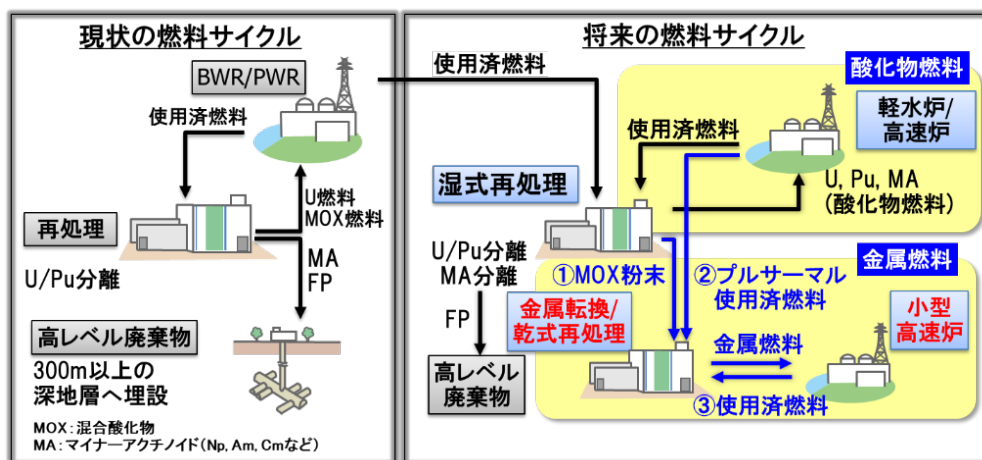 現状の燃料サイクル
BWR/PWR
使用済燃料
U燃料
MOX燃料
再処理
U/Pu分離
MA
FP
高レベル廃棄物
300m以上の
深地層へ埋設
MOX：混合酸化物
MA：マイナーアクチノイド(Np, Am, Cmなど)
将来の燃料サイクル
使用済燃料
酸化物燃料
軽水炉/
高速炉
使用済燃料
湿式再処理
U, Pu, MA
(酸化物燃料)
U/Pu分離
MA分離
①MOX粉末
②プルサーマル
使用済燃料
金属燃料
FP
金属転換/
乾式再処理
小型
高速炉
金属燃料
高レベル
廃棄物
③使用済燃料